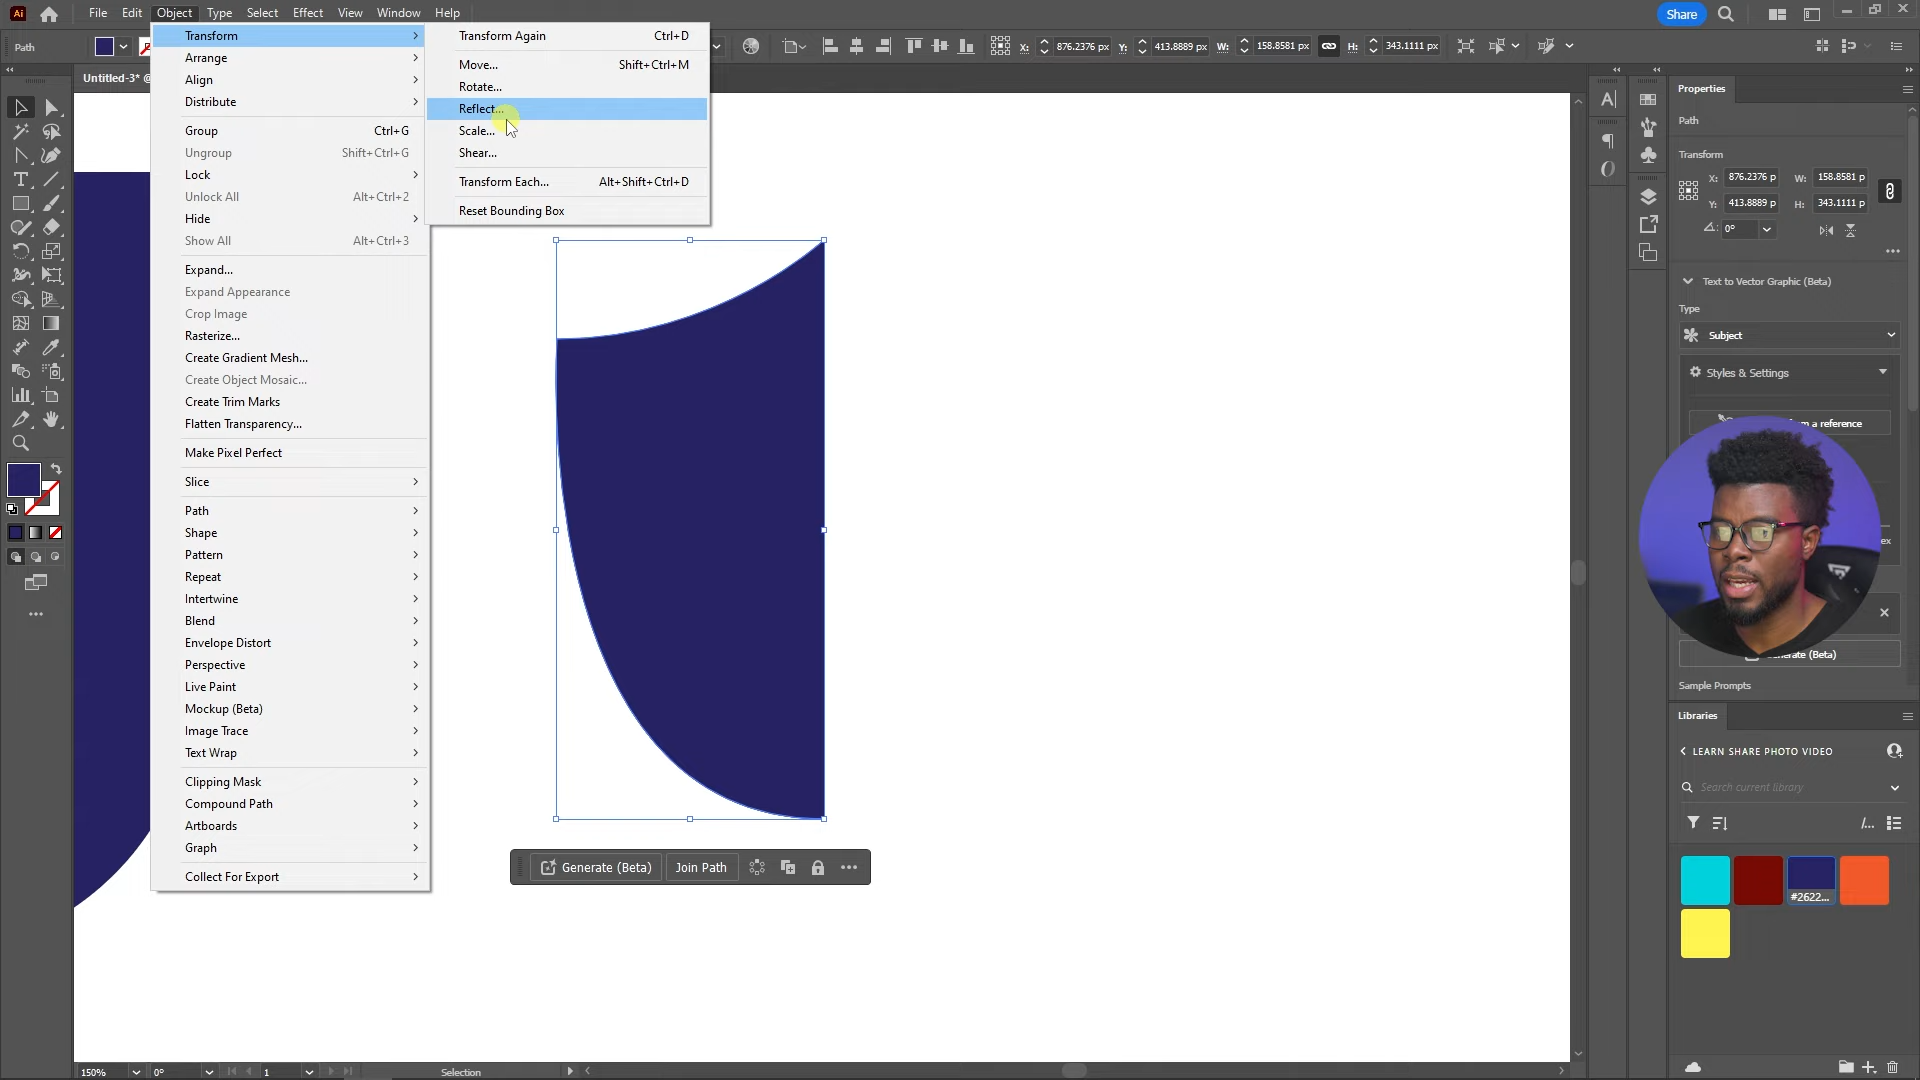 Ai File Edit Object Type Select Effect View Window Help Share
Path X: 876.2376 px Y: 413.8889 px W: 158.8581 px H: 343.1111 px
Untitled-3* @
Transform
Arrange
Align
Distribute
Group Ctrl+G
Ungroup Shift+Ctrl+G
Lock
Unlock All Alt+Ctrl+2
Hide
Show All Alt+Ctrl+3
Expand...
Expand Appearance
Crop Image
Rasterize...
Create Gradient Mesh...
Create Object Mosaic...
Create Trim Marks
Flatten Transparency...
Make Pixel Perfect
Slice
Path
Shape
Pattern
Repeat
Intertwine
Blend
Envelope Distort
Perspective
Live Paint
Mockup (Beta)
Image Trace
Text Wrap
Clipping Mask
Compound Path
Artboards
Graph
Collect For Export
Transform Again Ctrl+D
Move... Shift+Ctrl+M
Rotate...
Reflect...
Scale...
Shear...
Transform Each... Alt+Shift+Ctrl+D
Reset Bounding Box
Generate (Beta) Join Path
Properties
Path
Transform
X: 876.2376 p W: 158.8581 p
Y: 413.8889 p H: 343.1111 p
0°
Text to Vector Graphic (Beta)
Type
Subject
Styles & Settings
m a reference
ex
rate (Beta)
Sample Prompts
Libraries
LEARN SHARE PHOTO VIDEO
Search current library
#2622...
150% 0° 1 Selection